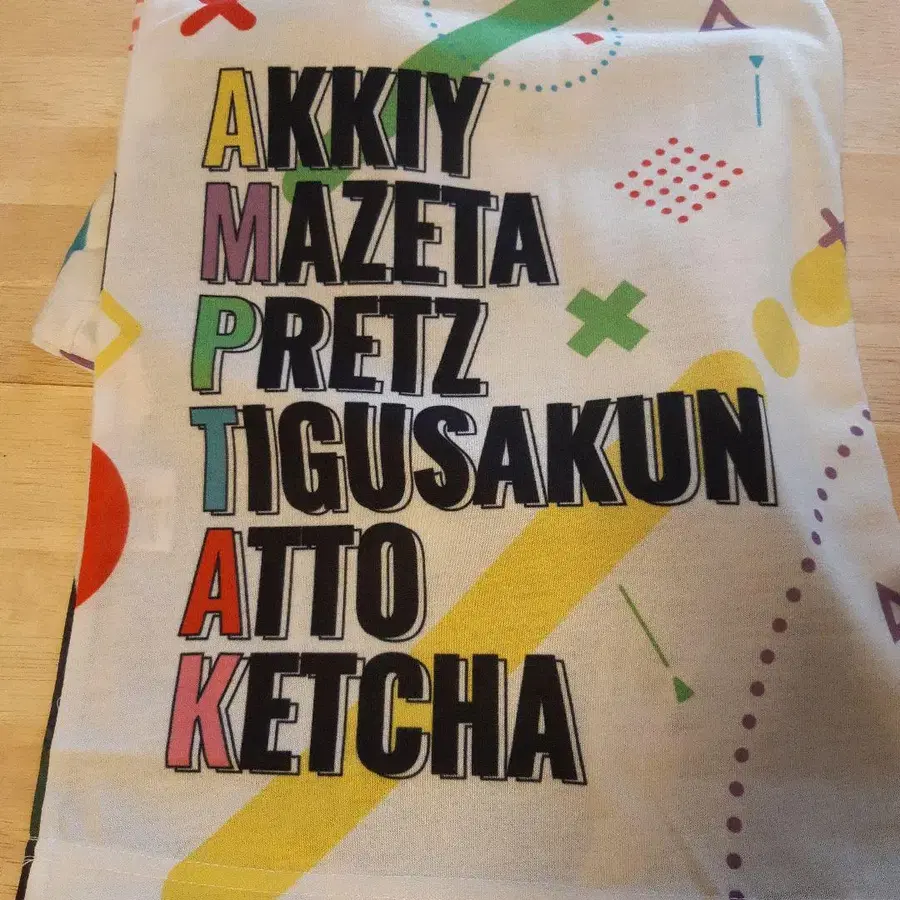 AKKIY
MAZETA
PRETZ
TIGUSAKUN
ATTO
KETCHA